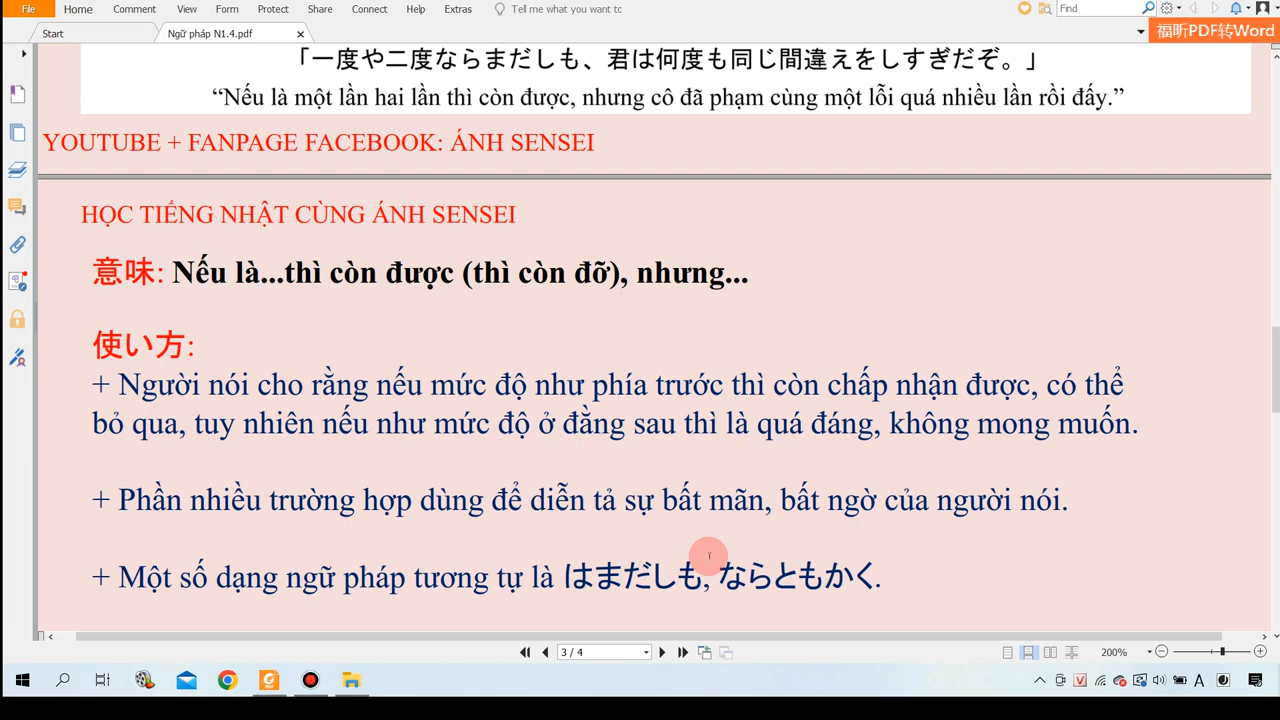 File Home Comment View Form Protect Share Connect Help Extras Tell me what you want to Find
Start Ngữ pháp N1.4.pdf
福昕PDF转Word
「一度や二度ならまだしも、君は何度も同じ間違えをしすぎだぞ。」
“Nếu là một lần hai lần thì còn được, nhưng cô đã phạm cùng một lỗi quá nhiều lần rồi đấy.”
YOUTUBE + FANPAGE FACEBOOK: ÁNH SENSEI
HỌC TIẾNG NHẬT CÙNG ÁNH SENSEI
意味: Nếu là...thì còn được (thì còn đỡ), nhưng...
使い方:
+ Người nói cho rằng nếu mức độ như phía trước thì còn chấp nhận được, có thể
bỏ qua, tuy nhiên nếu như mức độ ở đằng sau thì là quá đáng, không mong muốn.
+ Phần nhiều trường hợp dùng để diễn tả sự bất mãn, bất ngờ của người nói.
+ Một số dạng ngữ pháp tương tự là はまだしも, ならともかく.
3 / 4 200%